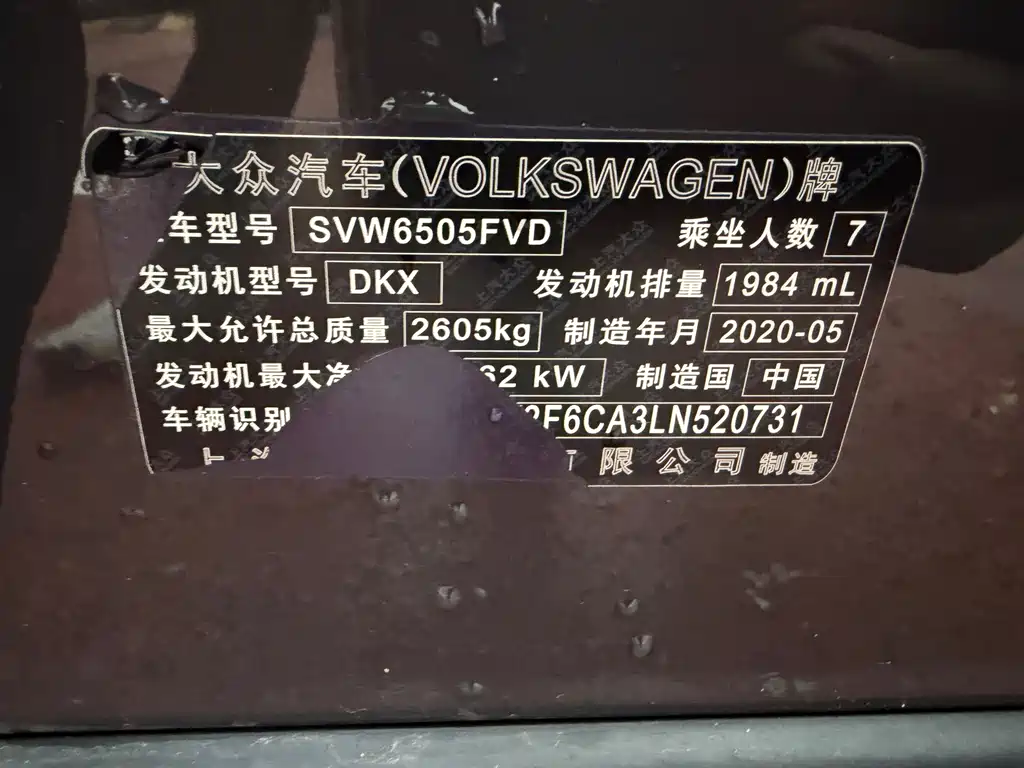 大众汽车(VOLKSWAGEN)牌
车型号 SVW6505FVD 乘坐人数 7
发动机型号 DKX 发动机排量 1984 mL
最大允许总质量 2605kg 制造年月 2020-05
发动机最大净 62 kW 制造国 中国
车辆识别 2F6CA3LN520731
上 限公司 制造